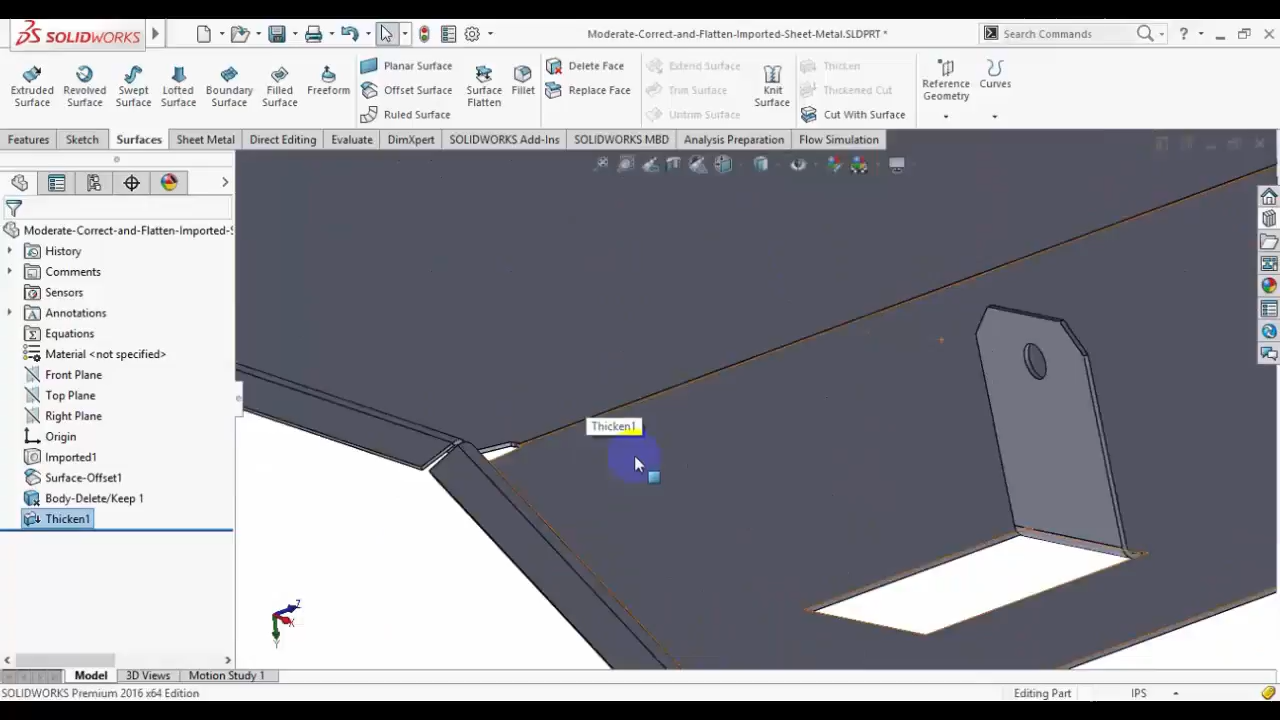 SOLIDWORKS
Moderate-Correct-and-Flatten-Imported-Sheet-Metal.SLDPRT *
Search Commands
?
Extruded Surface
Revolved Surface
Swept Surface
Lofted Surface
Boundary Surface
Filled Surface
Freeform
Planar Surface
Offset Surface
Ruled Surface
Surface Flatten
Fillet
Delete Face
Replace Face
Extend Surface
Trim Surface
Untrim Surface
Knit Surface
Thicken
Thickened Cut
Cut With Surface
Reference Geometry
Curves
Features
Sketch
Surfaces
Sheet Metal
Direct Editing
Evaluate
DimXpert
SOLIDWORKS Add-Ins
SOLIDWORKS MBD
Analysis Preparation
Flow Simulation
Moderate-Correct-and-Flatten-Imported-S
History
Comments
Sensors
Annotations
Equations
Material <not specified>
Front Plane
Top Plane
Right Plane
Origin
Imported1
Surface-Offset1
Body-Delete/Keep 1
Thicken1
Thicken1
Z
X
Y
Model
3D Views
Motion Study 1
SOLIDWORKS Premium 2016 x64 Edition
Editing Part
IPS